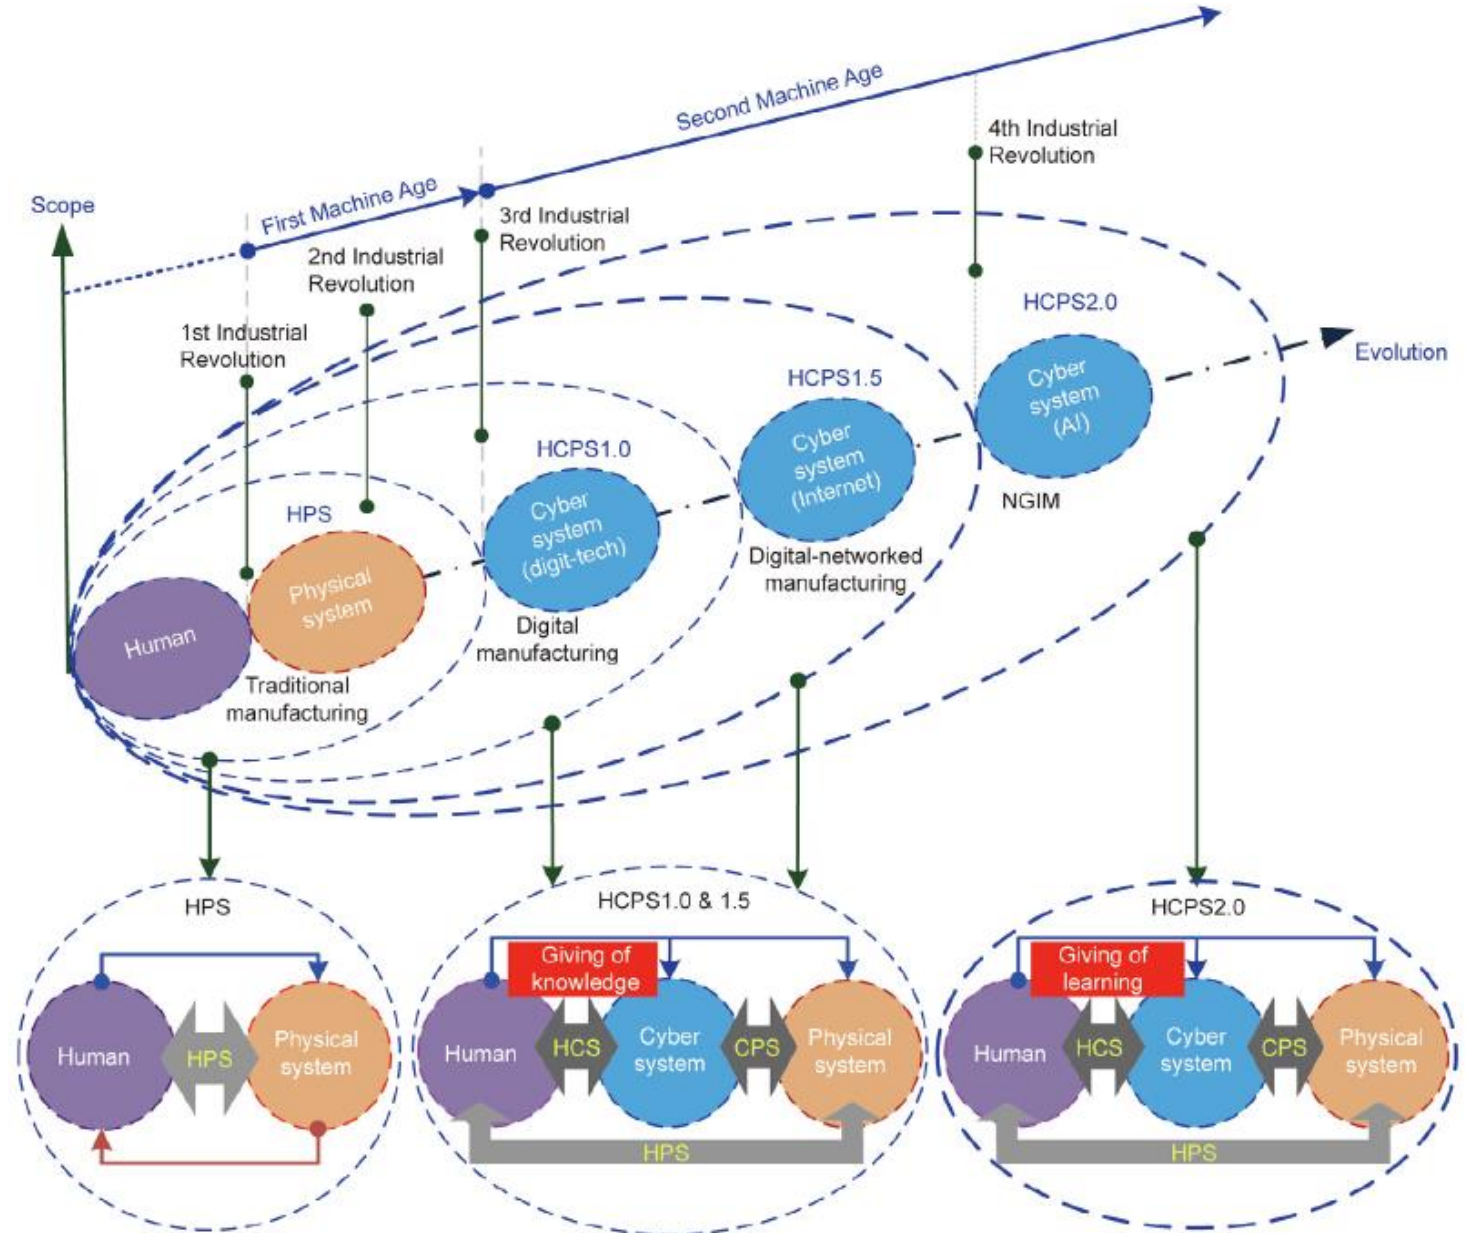 Second Machine Age
4th Industrial
Revolution
Scope
First Machine Age
3rd Industrial
Revolution
2nd Industrial
Revolution
1st Industrial
Revolution
HCPS2.0
Evolution
Cyber
system
(AI)
NGIM
HCPS1.5
Cyber
system
(Internet)
Digital-networked
manufacturing
HCPS1.0
Cyber
system
(digit-tech)
Digital
manufacturing
HPS
Physical
system
Human
Traditional
manufacturing
HPS
Human
HPS
Physical
system
HCPS1.0 & 1.5
Giving of
knowledge
Human
HCS
Cyber
system
CPS
Physical
system
HPS
HCPS2.0
Giving of
learning
Human
HCS
Cyber
system
CPS
Physical
system
HPS